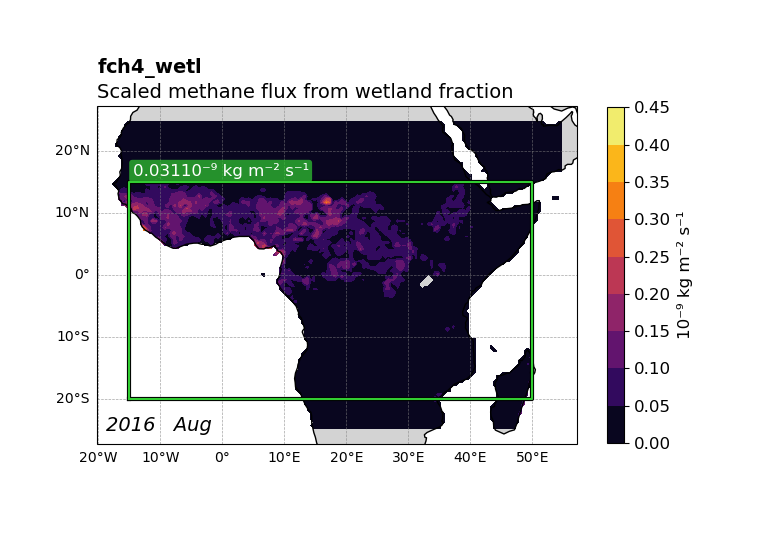 fch4_wetl
Scaled methane flux from wetland fraction
0.03110⁻⁹ kg m⁻² s⁻¹
20°N
10°N
0°
10°S
20°S
2016 Aug
20°W 10°W 0° 10°E 20°E 30°E 40°E 50°E
0.45
0.40
0.35
0.30
0.25
0.20
0.15
0.10
0.05
0.00
10⁻⁹ kg m⁻² s⁻¹